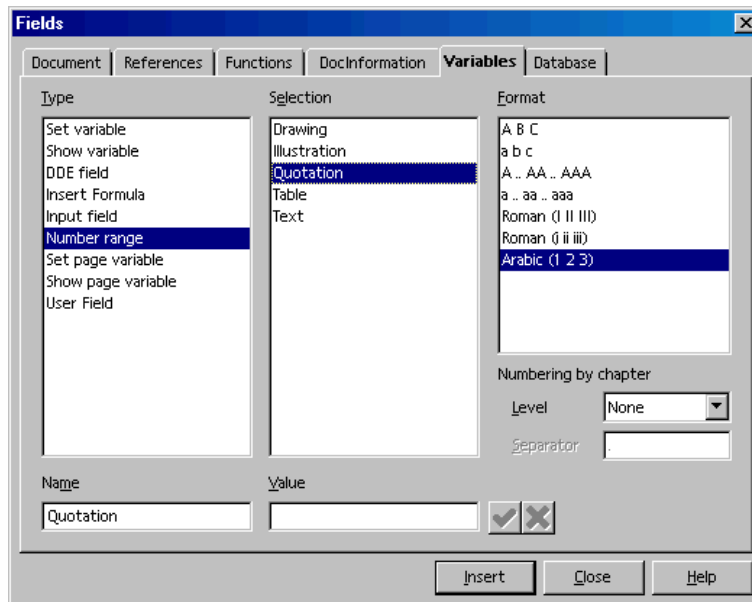 Fields
Document References Functions DocInformation Variables Database
Type
Set variable
Show variable
DDE field
Insert Formula
Input field
Number range
Set page variable
Show page variable
User Field
Selection
Drawing
Illustration
Quotation
Table
Text
Format
A B C
a b c
A .. AA .. AAA
a .. aa .. aaa
Roman (I II III)
Roman (i ii iii)
Arabic (1 2 3)
Numbering by chapter
Level None
Separator .
Name
Quotation
Value
Insert Close Help